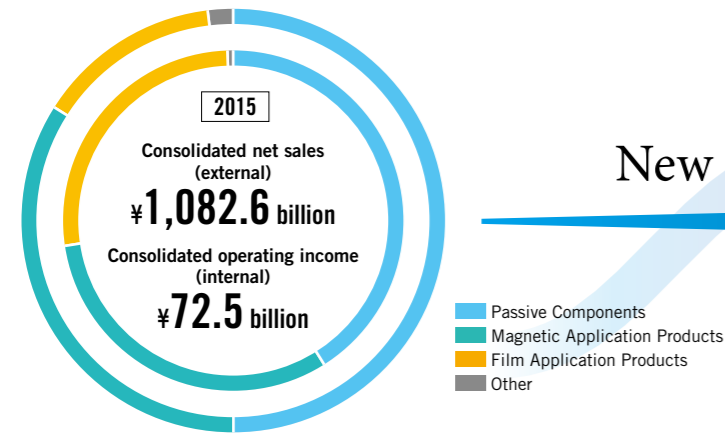 2015
Consolidated net sales
(external)
¥1,082.6 billion
Consolidated operating income
(internal)
¥72.5 billion
New
Passive Components
Magnetic Application Products
Film Application Products
Other